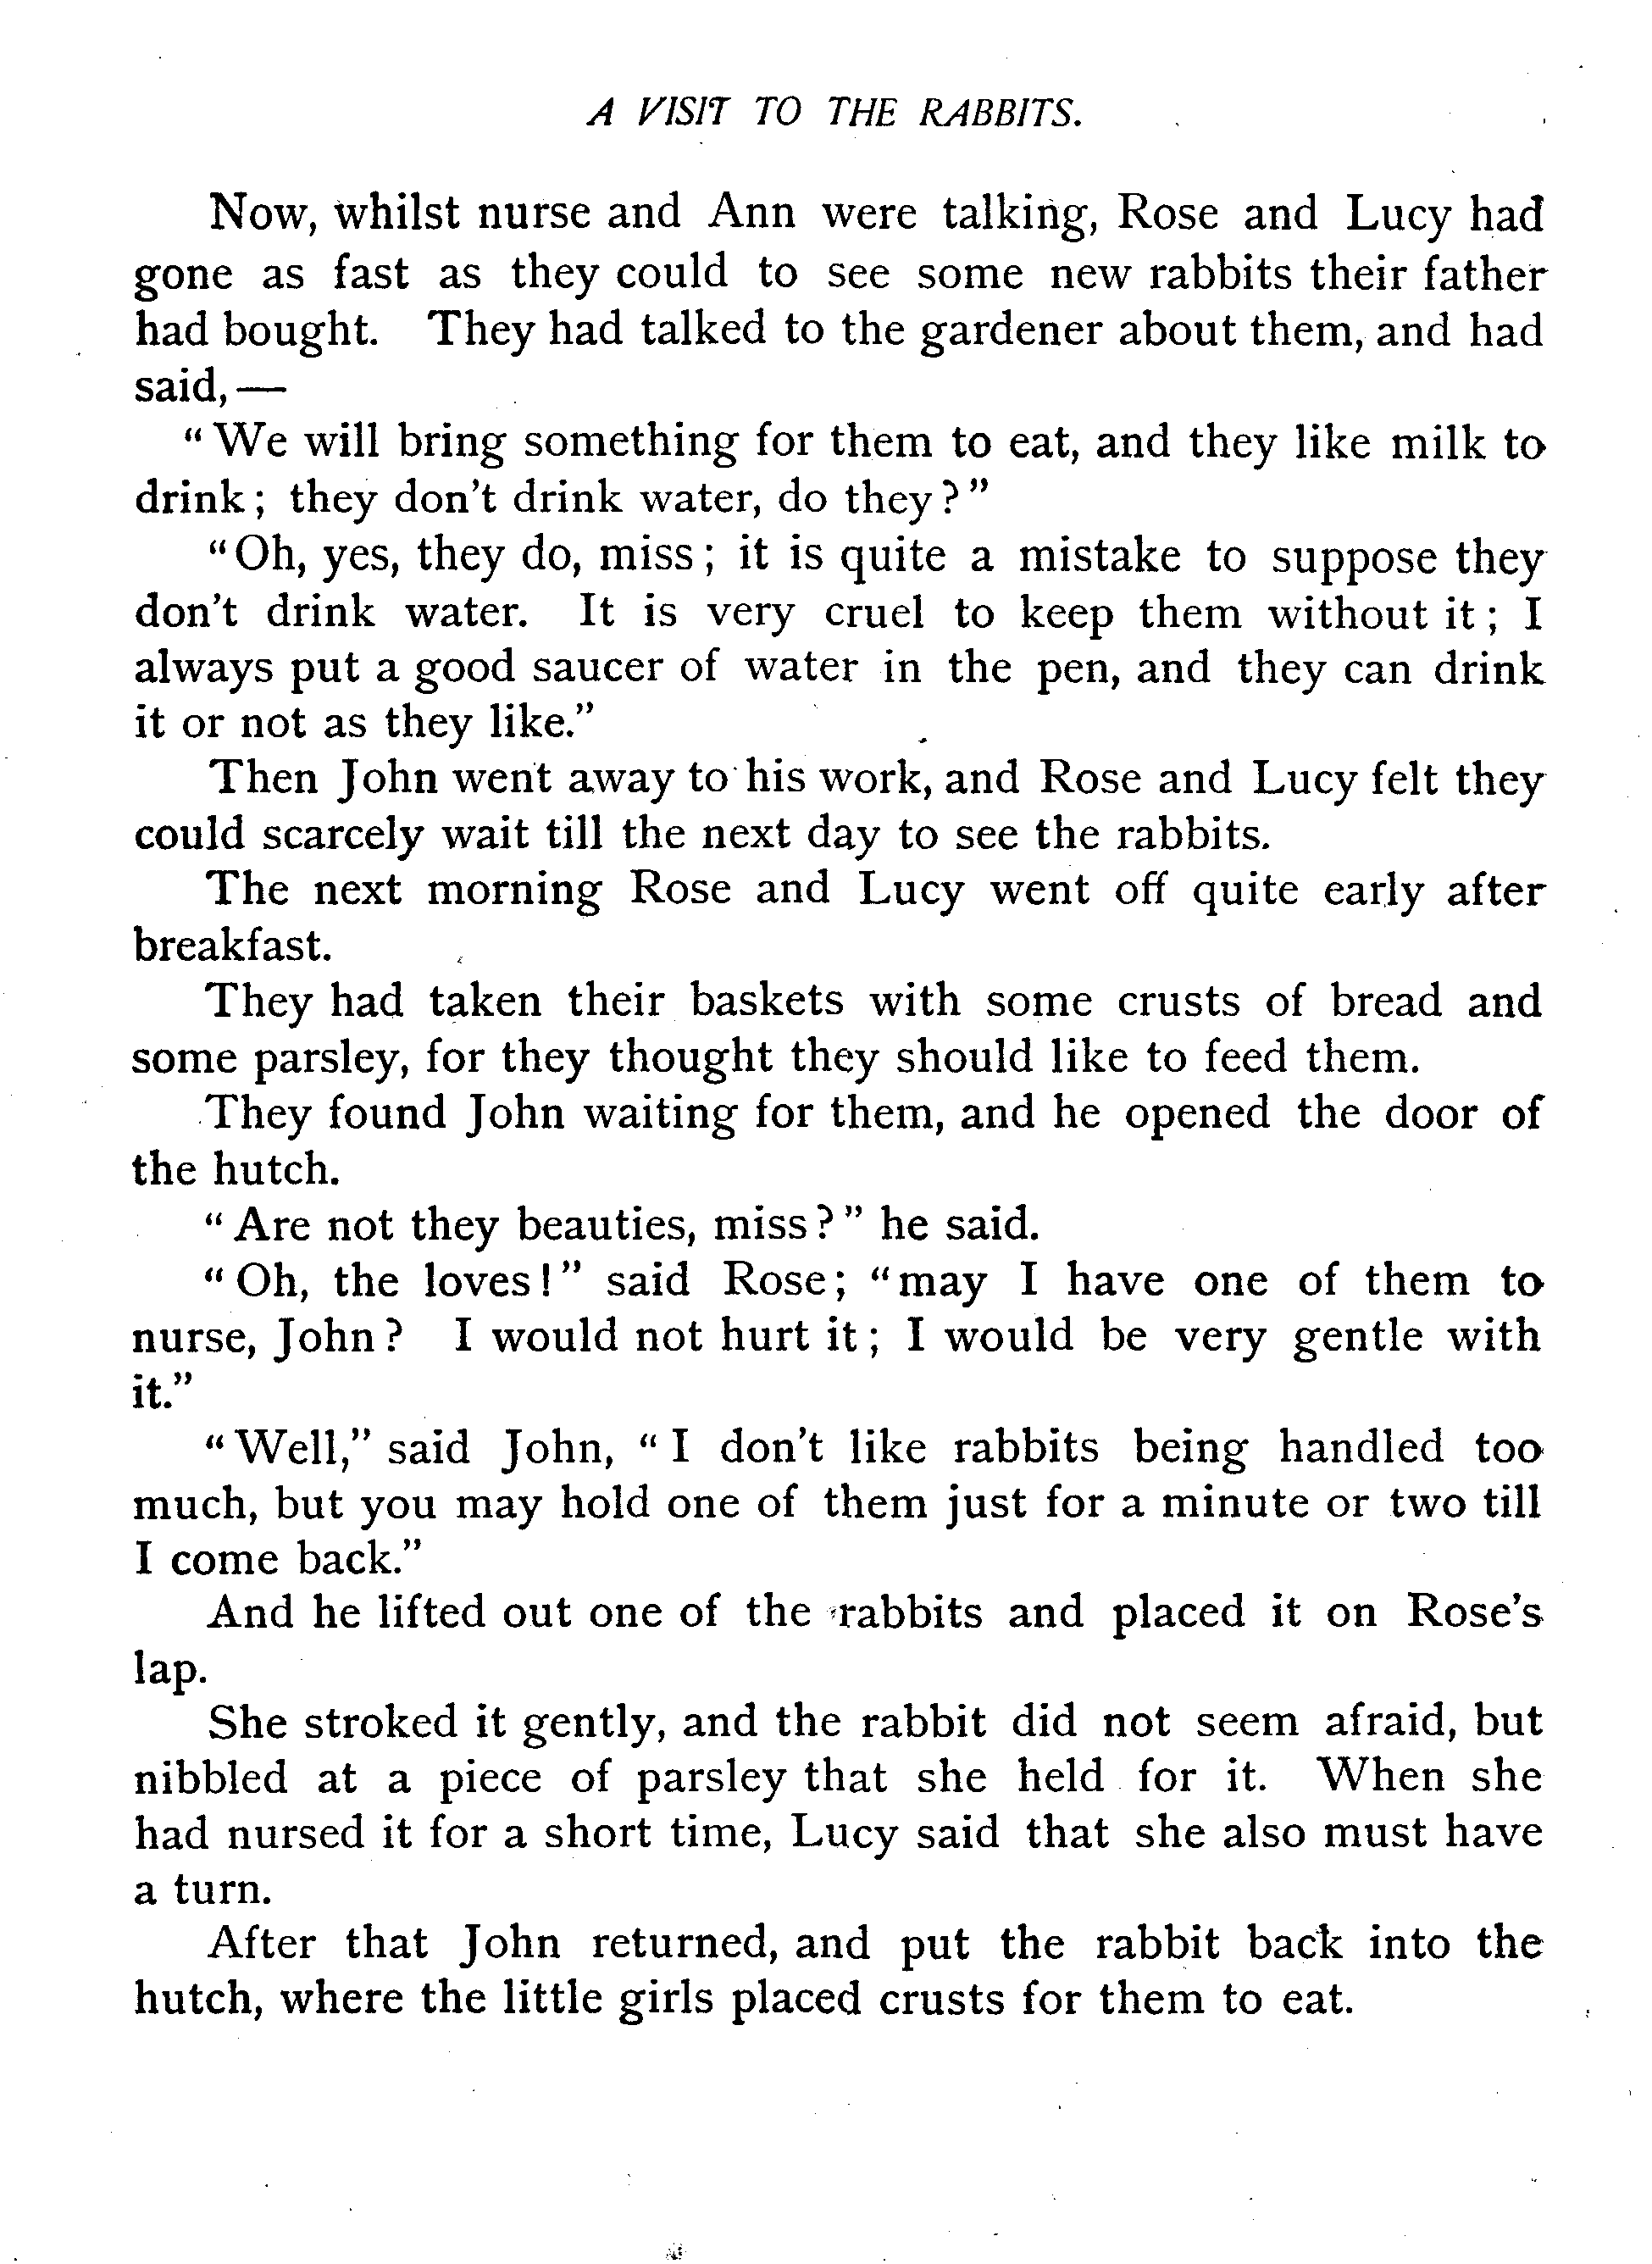 A VISIT TO THE RABBITS.
Now, whilst nurse and Ann were talking, Rose and Lucy had
gone as fast as they could to see some new rabbits their father
had bought. They had talked to the gardener about them, and had
said,—
“We will bring something for them to eat, and they like milk to
drink; they don't drink water, do they?”
“Oh, yes, they do, miss; it is quite a mistake to suppose they
don't drink water. It is very cruel to keep them without it; I
always put a good saucer of water in the pen, and they can drink
it or not as they like.”
Then John went away to his work, and Rose and Lucy felt they
could scarcely wait till the next day to see the rabbits.
The next morning Rose and Lucy went off quite early after
breakfast.
They had taken their baskets with some crusts of bread and
some parsley, for they thought they should like to feed them.
They found John waiting for them, and he opened the door of
the hutch.
“Are not they beauties, miss?” he said.
“Oh, the loves!” said Rose; “may I have one of them to
nurse, John? I would not hurt it; I would be very gentle with
it.”
“Well,” said John, “I don't like rabbits being handled too
much, but you may hold one of them just for a minute or two till
I come back.”
And he lifted out one of the rabbits and placed it on Rose's
lap.
She stroked it gently, and the rabbit did not seem afraid, but
nibbled at a piece of parsley that she held for it. When she
had nursed it for a short time, Lucy said that she also must have
a turn.
After that John returned, and put the rabbit back into the
hutch, where the little girls placed crusts for them to eat.